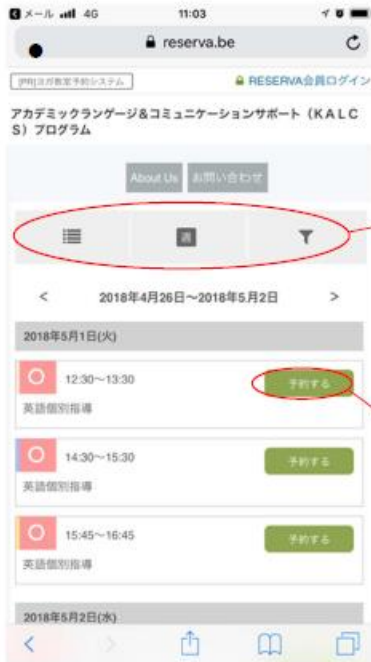 メール 4G 11:03
reserva.be
[PR]ヨガ教室予約システム RESERVA会員ログイン
アカデミックランゲージ&コミュニケーションサポート（KALC
S）プログラム
About Us お問い合わせ
週
< 2018年4月26日～2018年5月2日 >
2018年5月1日(火)
12:30～13:30 予約する
英語個別指導
14:30～15:30 予約する
英語個別指導
15:45～16:45 予約する
英語個別指導
2018年5月2日(水)